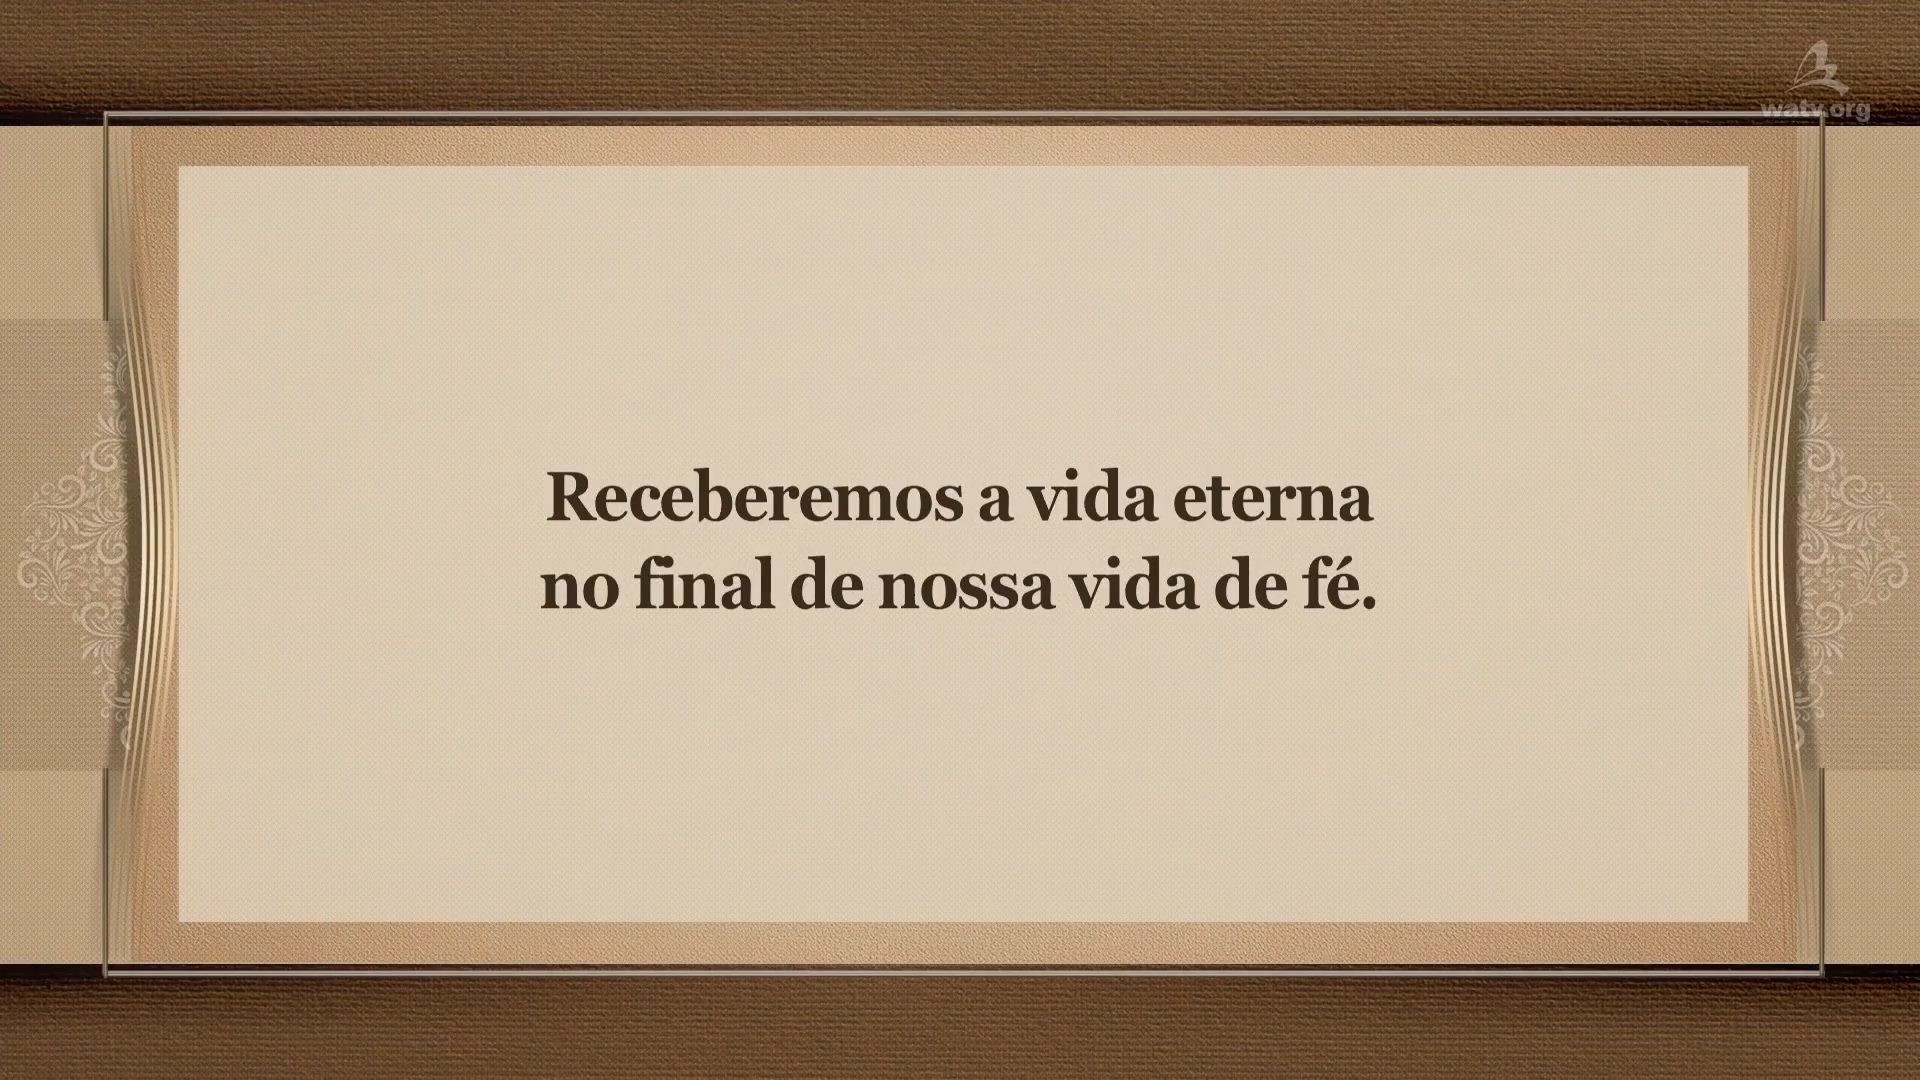 watv.org
Receberemos a vida eterna
no final de nossa vida de fé.